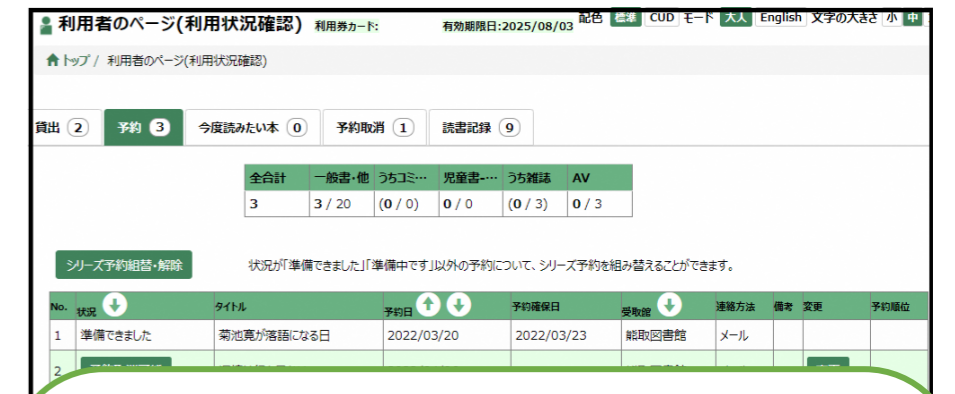 利用者のページ(利用状況確認) 利用券カード: 有効期限日:2025/08/03 配色 標準 CUD モード 大人 English 文字の大きさ 小 中
トップ / 利用者のページ(利用状況確認)
貸出 2 予約 3 今度読みたい本 0 予約取消 1 読書記録 9
全合計 一般書・他 うちコミ… 児童書-… うち雑誌 AV
3 3 / 20 (0 / 0) 0 / 0 (0 / 3) 0 / 3
シリーズ予約組替・解除 状況が「準備できました」「準備中です」以外の予約について、シリーズ予約を組み替えることができます。
No. 状況 タイトル 予約日 予約確保日 受取館 連絡方法 備考 変更 予約順位
1 準備できました 菊池寛が落語になる日 2022/03/20 2022/03/23 熊取図書館 メール
2